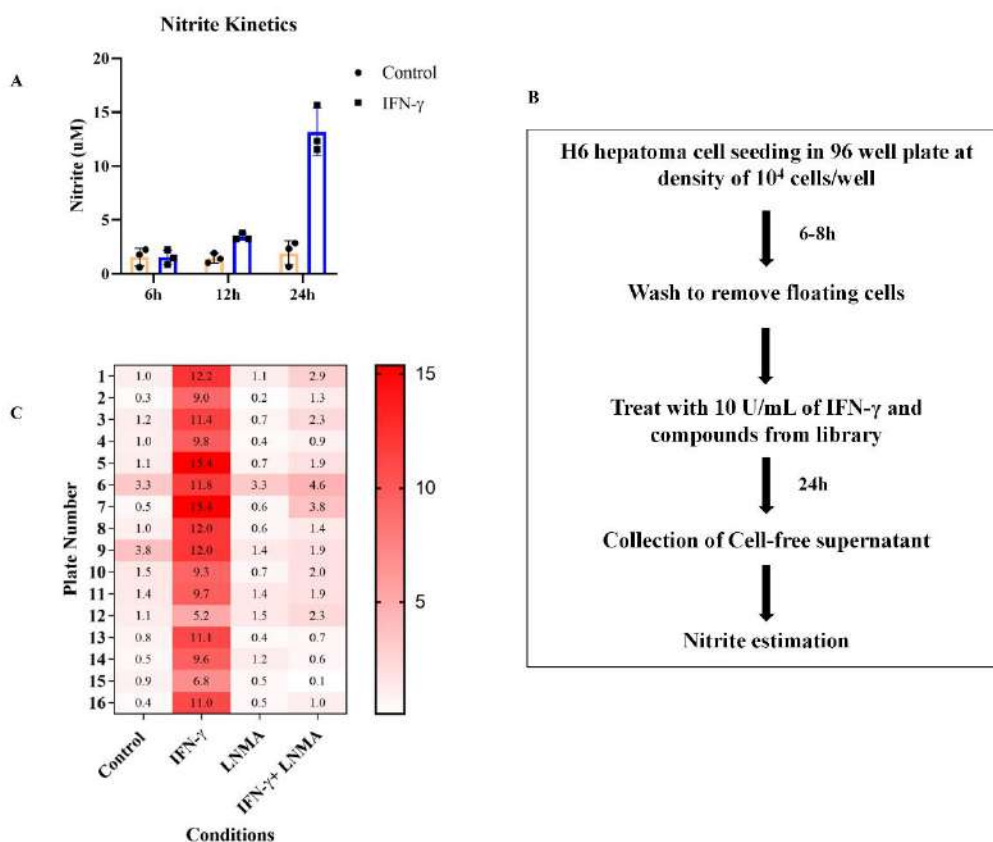 Nitrite Kinetics
A
20
15
10
5
0
Nitrite (uM)
6h 12h 24h
Control
IFN-γ
B
H6 hepatoma cell seeding in 96 well plate at
density of 10⁴ cells/well
6-8h
Wash to remove floating cells
Treat with 10 U/mL of IFN-γ and
compounds from library
24h
Collection of Cell-free supernatant
Nitrite estimation
C
Plate Number
1 1.0 12.2 1.1 2.9
2 0.3 9.0 0.2 1.3
3 1.2 11.4 0.7 2.3
4 1.0 9.8 0.4 0.9
5 1.1 15.4 0.7 1.9
6 3.3 11.8 3.3 4.6
7 0.5 15.4 0.6 3.8
8 1.0 12.0 0.6 1.4
9 3.8 12.0 1.4 1.9
10 1.5 9.3 0.7 2.0
11 1.4 9.7 1.4 1.9
12 1.1 5.2 1.5 2.3
13 0.8 11.1 0.4 0.7
14 0.5 9.6 1.2 0.6
15 0.9 6.8 0.5 0.1
16 0.4 11.0 0.5 1.0
Control IFN-γ LNMA IFN-γ+ LNMA
Conditions
15
10
5